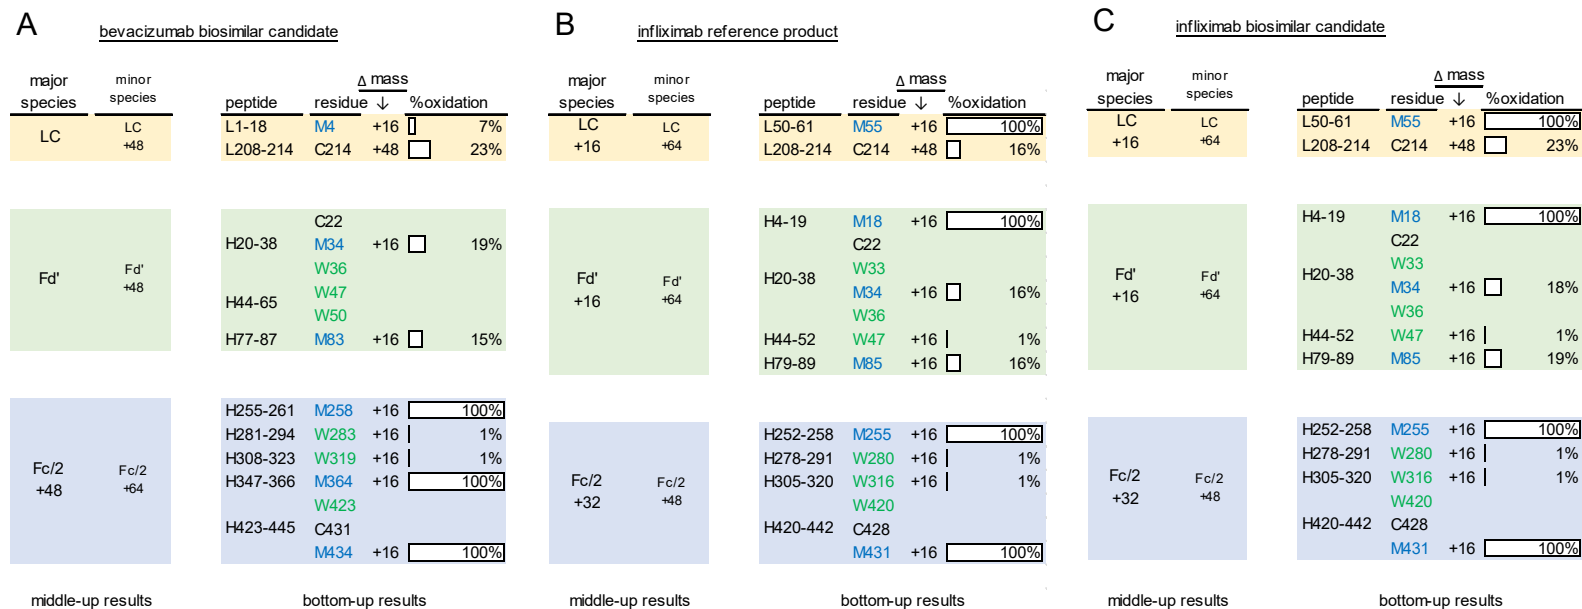 A
bevacizumab biosimilar candidate
major species
minor species
Δ mass
peptide residue ↓ %oxidation
LC
LC +48
L1-18 M4 +16 7%
L208-214 C214 +48 23%
Fd'
Fd' +48
C22
H20-38 M34 +16 19%
W36
H44-65 W47
W50
H77-87 M83 +16 15%
Fc/2 +48
Fc/2 +64
H255-261 M258 +16 100%
H281-294 W283 +16 1%
H308-323 W319 +16 1%
H347-366 M364 +16 100%
W423
H423-445 C431
M434 +16 100%
middle-up results
bottom-up results
B
infliximab reference product
major species
minor species
Δ mass
peptide residue ↓ %oxidation
LC +16
LC +64
L50-61 M55 +16 100%
L208-214 C214 +48 16%
Fd' +16
Fd' +64
H4-19 M18 +16 100%
C22
H20-38 W33
M34 +16 16%
W36
H44-52 W47 +16 1%
H79-89 M85 +16 16%
Fc/2 +32
Fc/2 +48
H252-258 M255 +16 100%
H278-291 W280 +16 1%
H305-320 W316 +16 1%
W420
H420-442 C428
M431 +16 100%
middle-up results
bottom-up results
C
infliximab biosimilar candidate
major species
minor species
Δ mass
peptide residue ↓ %oxidation
LC +16
LC +64
L50-61 M55 +16 100%
L208-214 C214 +48 23%
Fd' +16
Fd' +64
H4-19 M18 +16 100%
C22
H20-38 W33
M34 +16 18%
W36
H44-52 W47 +16 1%
H79-89 M85 +16 19%
Fc/2 +32
Fc/2 +48
H252-258 M255 +16 100%
H278-291 W280 +16 1%
H305-320 W316 +16 1%
W420
H420-442 C428
M431 +16 100%
middle-up results
bottom-up results